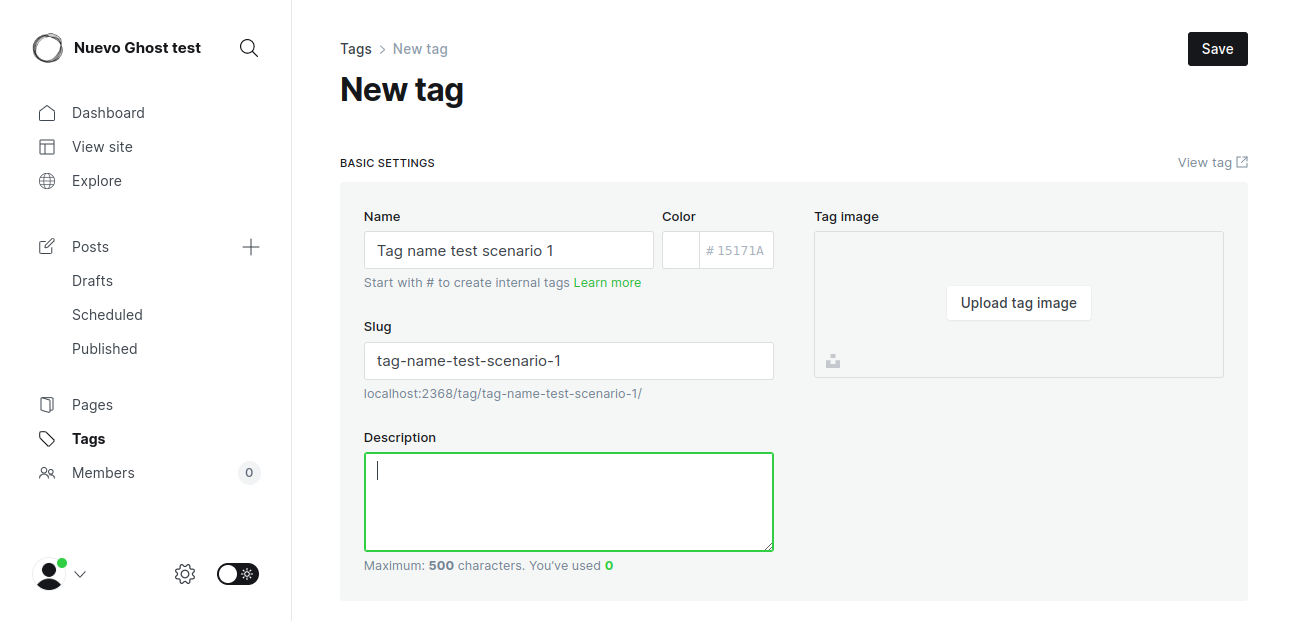 Nuevo Ghost test
Dashboard
View site
Explore
Posts
Drafts
Scheduled
Published
Pages
Tags
Members 0
Tags > New tag
Save
New tag
BASIC SETTINGS
View tag
Name
Tag name test scenario 1
Color
# 15171A
Start with # to create internal tags Learn more
Slug
tag-name-test-scenario-1
localhost:2368/tag/tag-name-test-scenario-1/
Description
Maximum: 500 characters. You've used 0
Tag image
Upload tag image